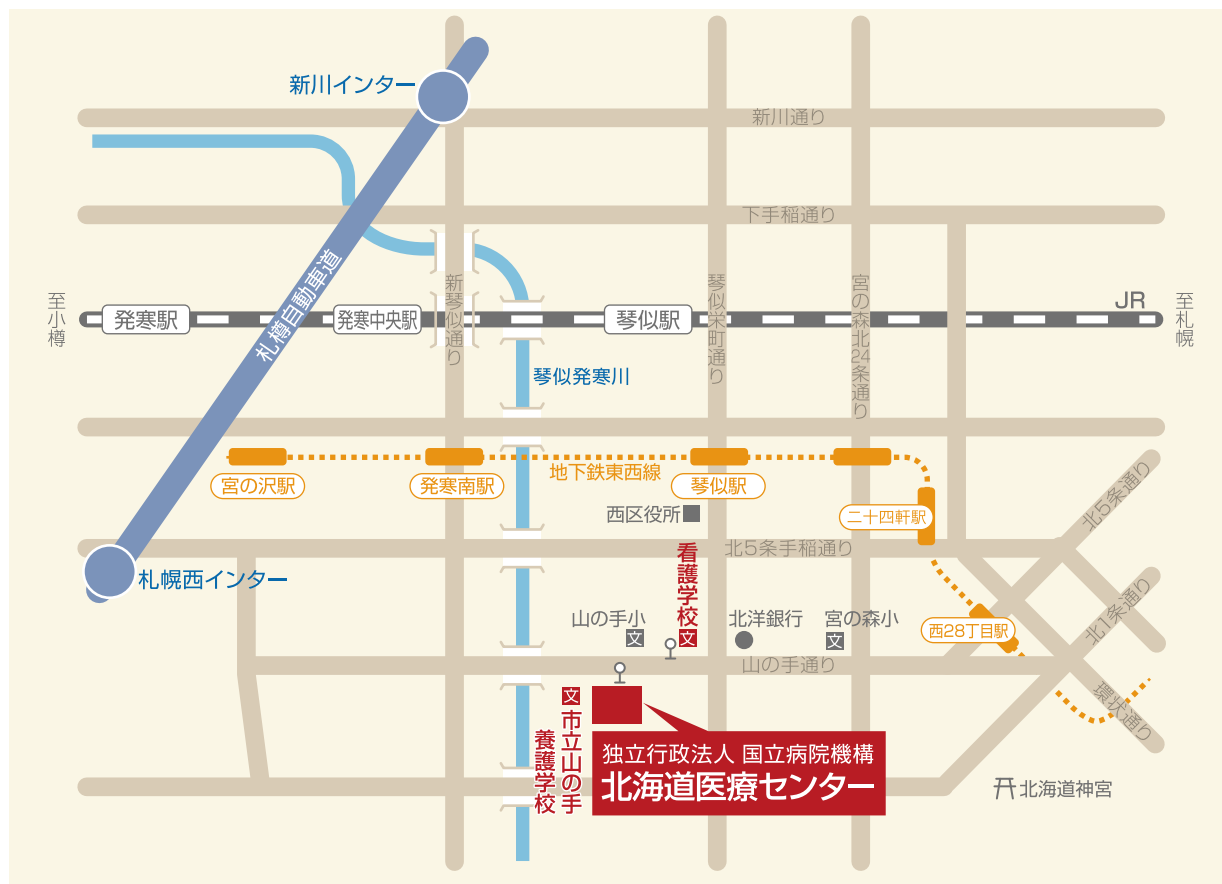 新川インター
新川通り
下手稲通り
札樽自動車道
新琴似通り
琴似栄町通り
宮の森北24条通り
JR
至小樽
発寒駅
発寒中央駅
琴似駅
至札幌
琴似発寒川
地下鉄東西線
宮の沢駅
発寒南駅
琴似駅
二十四軒駅
西区役所
北5条通り
北5条手稲通り
札幌西インター
看護学校
文
山の手小
文
北洋銀行
宮の森小
文
西28丁目駅
北1条通り
山の手通り
環状通り
文
市立山の手
養護学校
独立行政法人 国立病院機構
北海道医療センター
北海道神宮